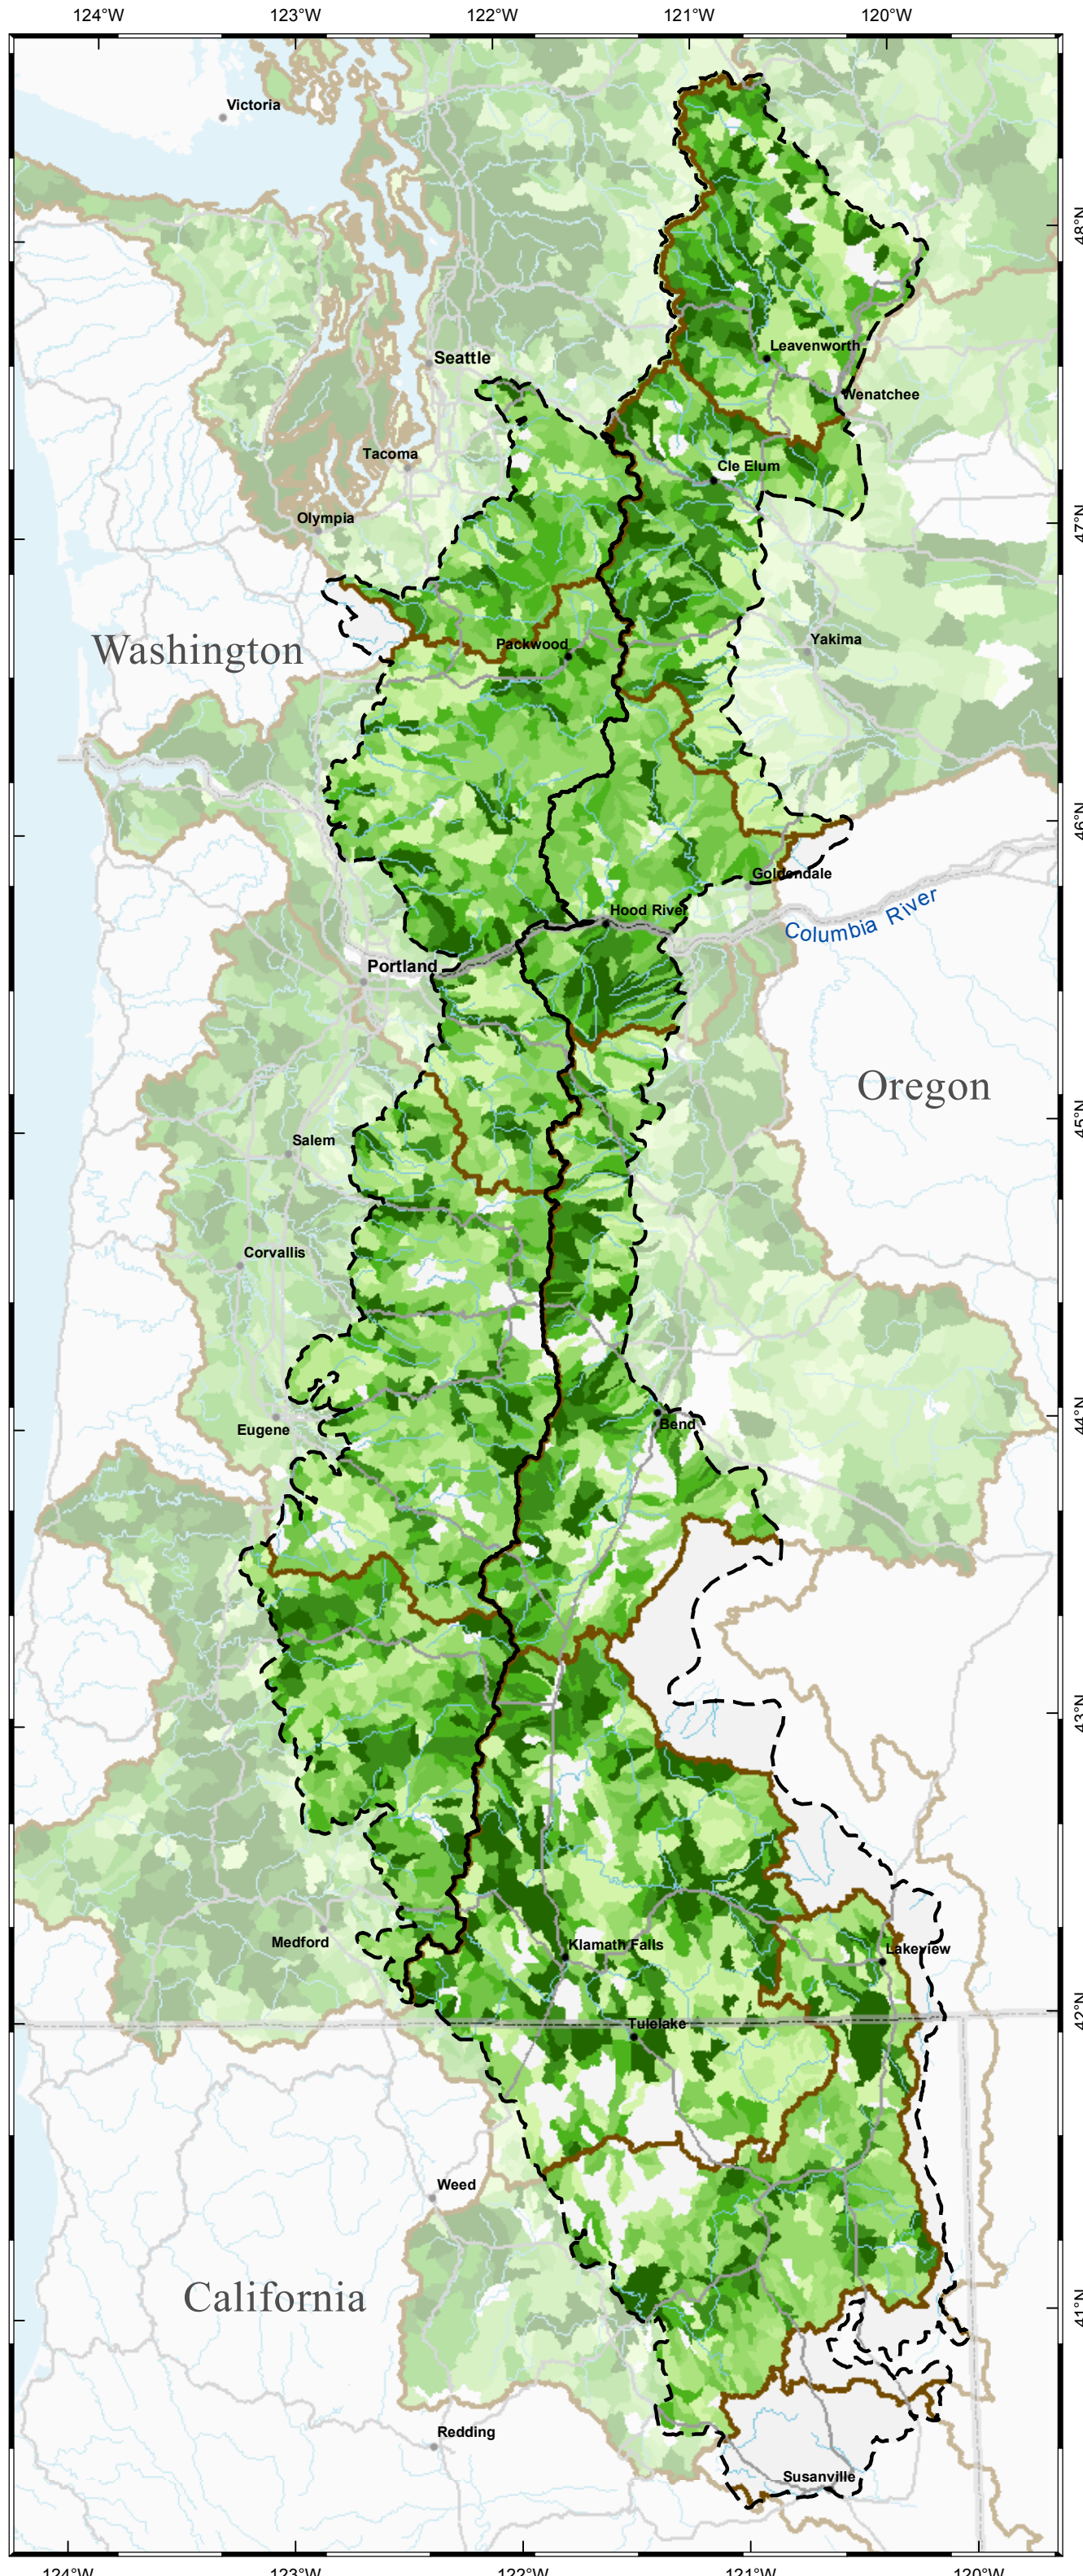 124°W 123°W 122°W 121°W 120°W
Victoria
48°N
Leavenworth
Seattle
Wenatchee
Tacoma
Cle Elum
Olympia
47°N
Washington
Packwood
Yakima
46°N
Goldendale
Hood River
Columbia River
Portland
Oregon
45°N
Salem
Corvallis
44°N
Bend
Eugene
43°N
Medford
Klamath Falls
Lakeview
42°N
Tulelake
Weed
California
41°N
Redding
Susanville
124°W 123°W 122°W 121°W 120°W